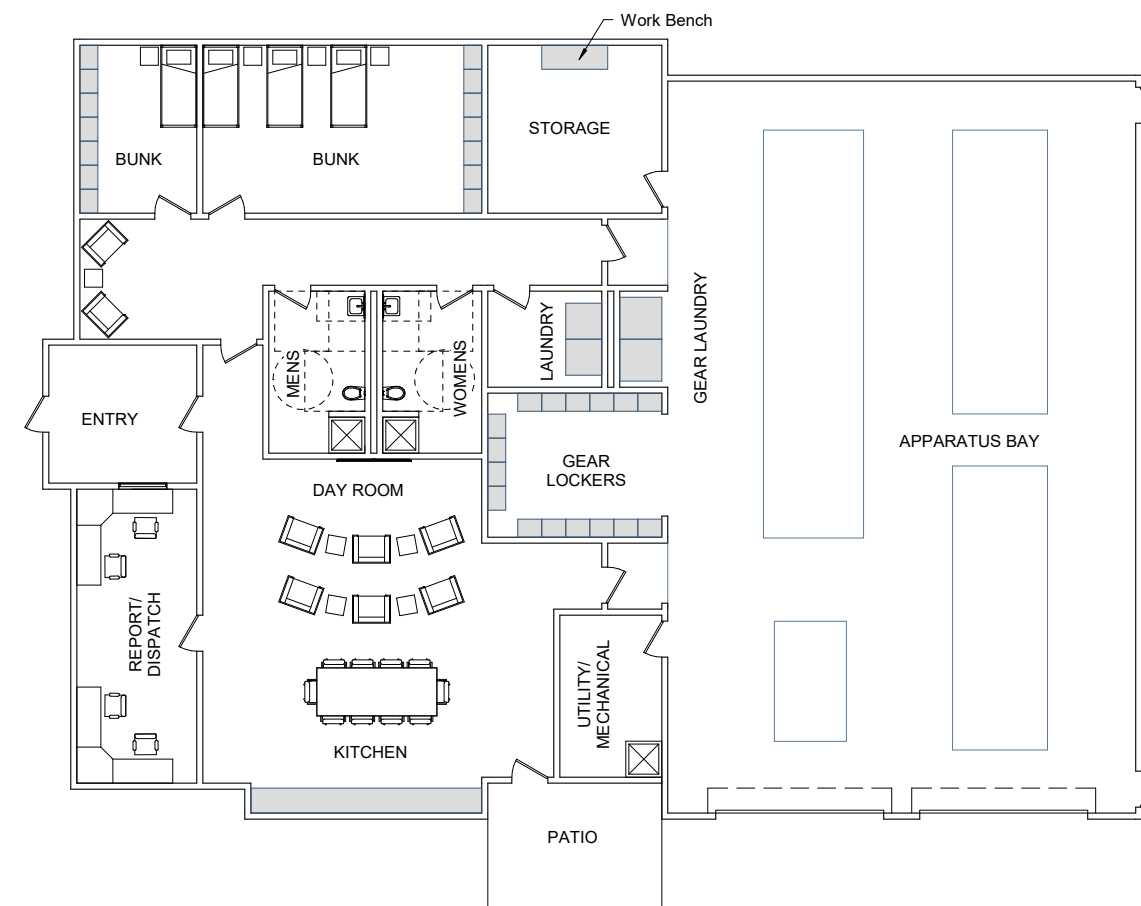 Work Bench
STORAGE
BUNK
BUNK
GEAR LAUNDRY
LAUNDRY
MENS
WOMENS
ENTRY
APPARATUS BAY
GEAR
LOCKERS
DAY ROOM
REPORT/
DISPATCH
UTILITY/
MECHANICAL
KITCHEN
PATIO